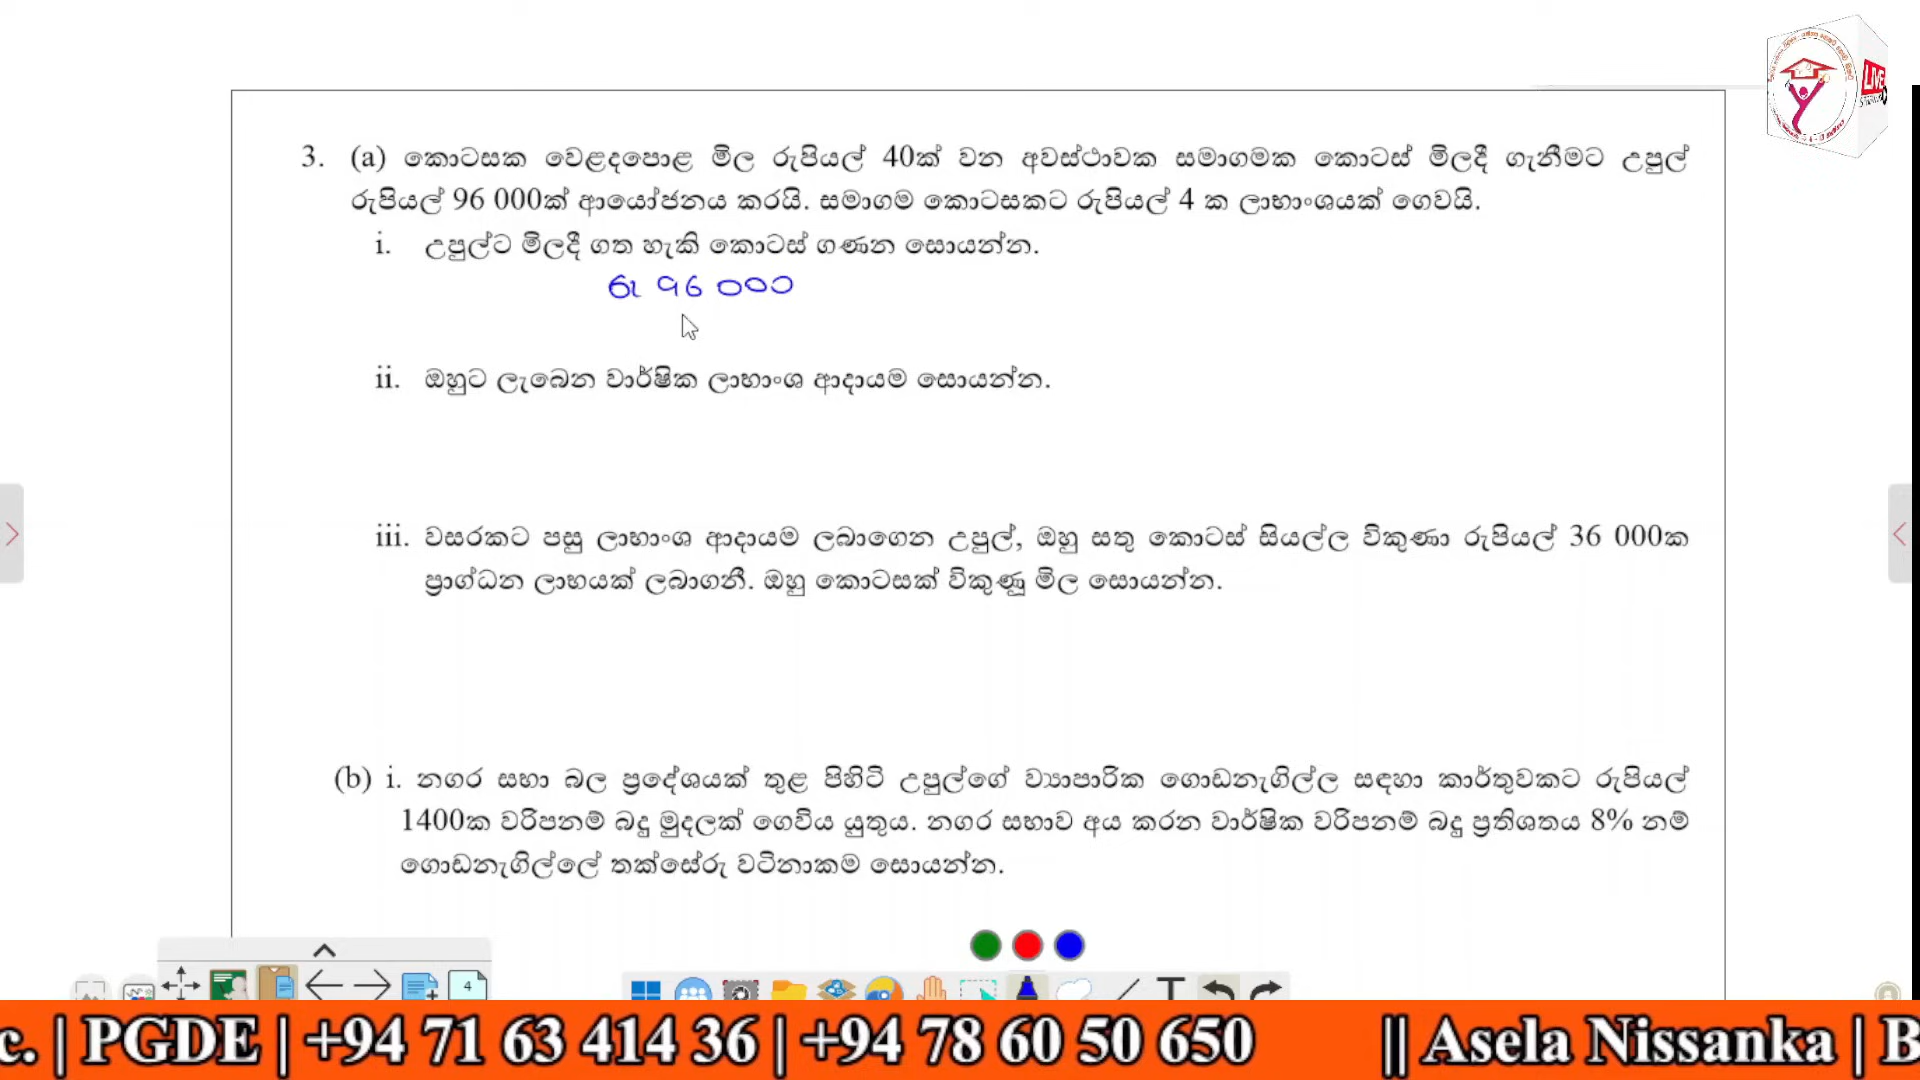 3. (a) කොටසක වෙළඳපොළ මිල රුපියල් 40ක් වන අවස්ථාවක සමාගමක කොටස් මිලදී ගැනීමට උපුල්
රුපියල් 96 000ක් ආයෝජනය කරයි. සමාගම කොටසකට රුපියල් 4 ක ලාභාංශයක් ගෙවයි.
i. උපුල්ට මිලදී ගත හැකි කොටස් ගණන සොයන්න.
රු 96 000
ii. ඔහුට ලැබෙන වාර්ෂික ලාභාංශ ආදායම සොයන්න.
iii. වසරකට පසු ලාභාංශ ආදායම ලබාගෙන උපුල්, ඔහු සතු කොටස් සියල්ල විකුණා රුපියල් 36 000ක
ප්‍රාග්ධන ලාභයක් ලබාගනී. ඔහු කොටසක් විකුණූ මිල සොයන්න.
(b) i. නගර සභා බල ප්‍රදේශයක් තුළ පිහිටි උපුල්ගේ ව්‍යාපාරික ගොඩනැගිල්ල සඳහා කාර්තුවකට රුපියල්
1400ක වරිපනම් බදු මුදලක් ගෙවිය යුතුය. නගර සභාව අය කරන වාර්ෂික වරිපනම් බදු ප්‍රතිශතය 8% නම්
ගොඩනැගිල්ලේ තක්සේරු වටිනාකම සොයන්න.
4
T
LIVE
c. | PGDE | +94 71 63 414 36 | +94 78 60 50 650 || Asela Nissanka | B